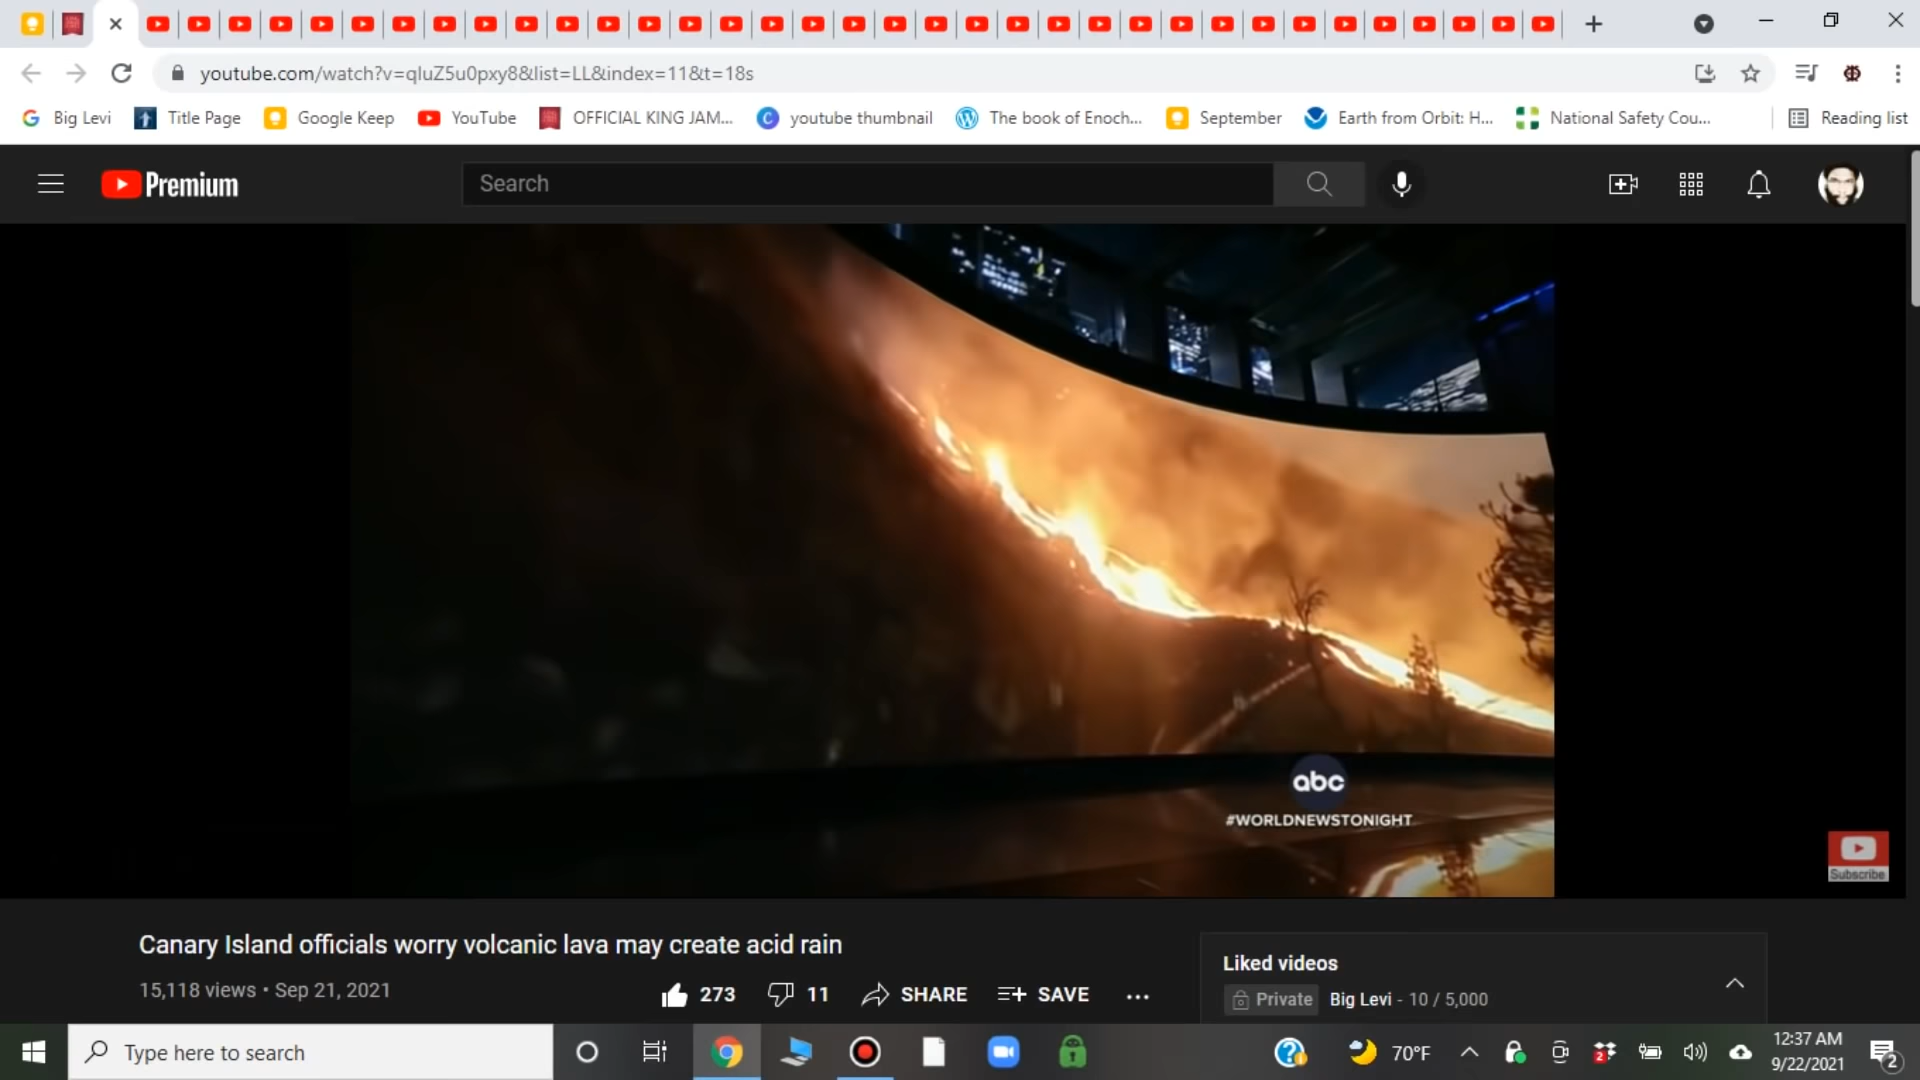 youtube.com/watch?v=qluZ5u0pxy8&list=LL&index=11&t=18s
Big Levi
Title Page
Google Keep
YouTube
OFFICIAL KING JAM...
youtube thumbnail
The book of Enoch...
September
Earth from Orbit: H...
National Safety Cou...
Reading list
Premium
Search
abc
#WORLDNEWSTONIGHT
Subscribe
Canary Island officials worry volcanic lava may create acid rain
15,118 views • Sep 21, 2021
273
11
SHARE
SAVE
Liked videos
Private Big Levi - 10 / 5,000
Type here to search
2
70°F
12:37 AM
9/22/2021
2